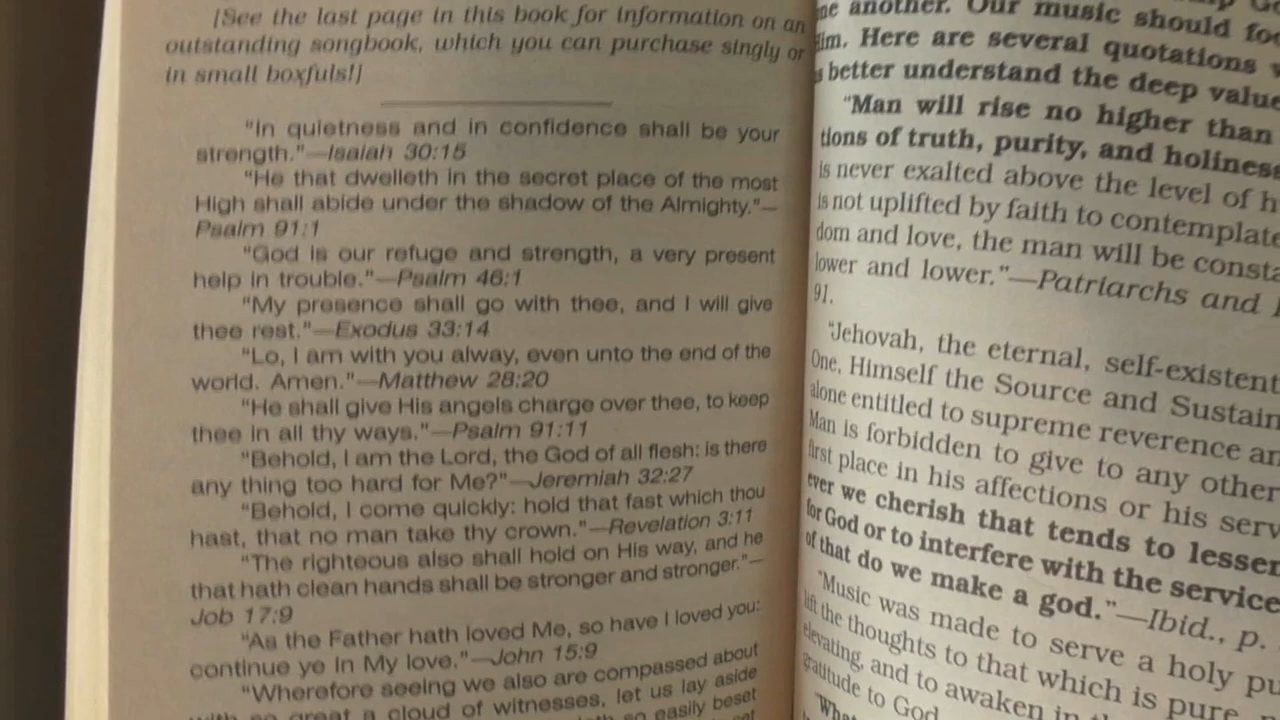 [See the last page in this book for information on an
outstanding songbook, which you can purchase singly or
in small boxfuls!]
"In quietness and in confidence shall be your
strength."—Isaiah 30:15
"He that dwelleth in the secret place of the most
High shall abide under the shadow of the Almighty."—
Psalm 91:1
"God is our refuge and strength, a very present
help in trouble."—Psalm 46:1
"My presence shall go with thee, and I will give
thee rest."—Exodus 33:14
"Lo, I am with you alway, even unto the end of the
world. Amen."—Matthew 28:20
"He shall give His angels charge over thee, to keep
thee in all thy ways."—Psalm 91:11
"Behold, I am the Lord, the God of all flesh: is there
any thing too hard for Me?"—Jeremiah 32:27
"Behold, I come quickly: hold that fast which thou
hast, that no man take thy crown."—Revelation 3:11
"The righteous also shall hold on His way, and he
that hath clean hands shall be stronger and stronger."—
Job 17:9
"As the Father hath loved Me, so have I loved you:
continue ye in My love."—John 15:9
"Wherefore seeing we also are compassed about
with so great a cloud of witnesses, let us lay aside
so easily beset
another. Our music should
Here are several quotations
better understand the deep
"Man will rise no higher than
tions of truth, purity, and holiness
is never exalted above the level of
is not uplifted by faith to contemplate
dom and love, the man will be
lower and lower."—Patriarchs and
91.
"Jehovah, the eternal, self-existent
One, Himself the Source and
alone entitled to supreme reverence
Man is forbidden to give to any other
first place in his affections or his
ever we cherish that tends to lessen
for God or to interfere with the service
of that do we make a god."—Ibid., p.
"Music was made to serve a holy
lift the thoughts to that which is pure,
elevating, and to awaken in
gratitude to God